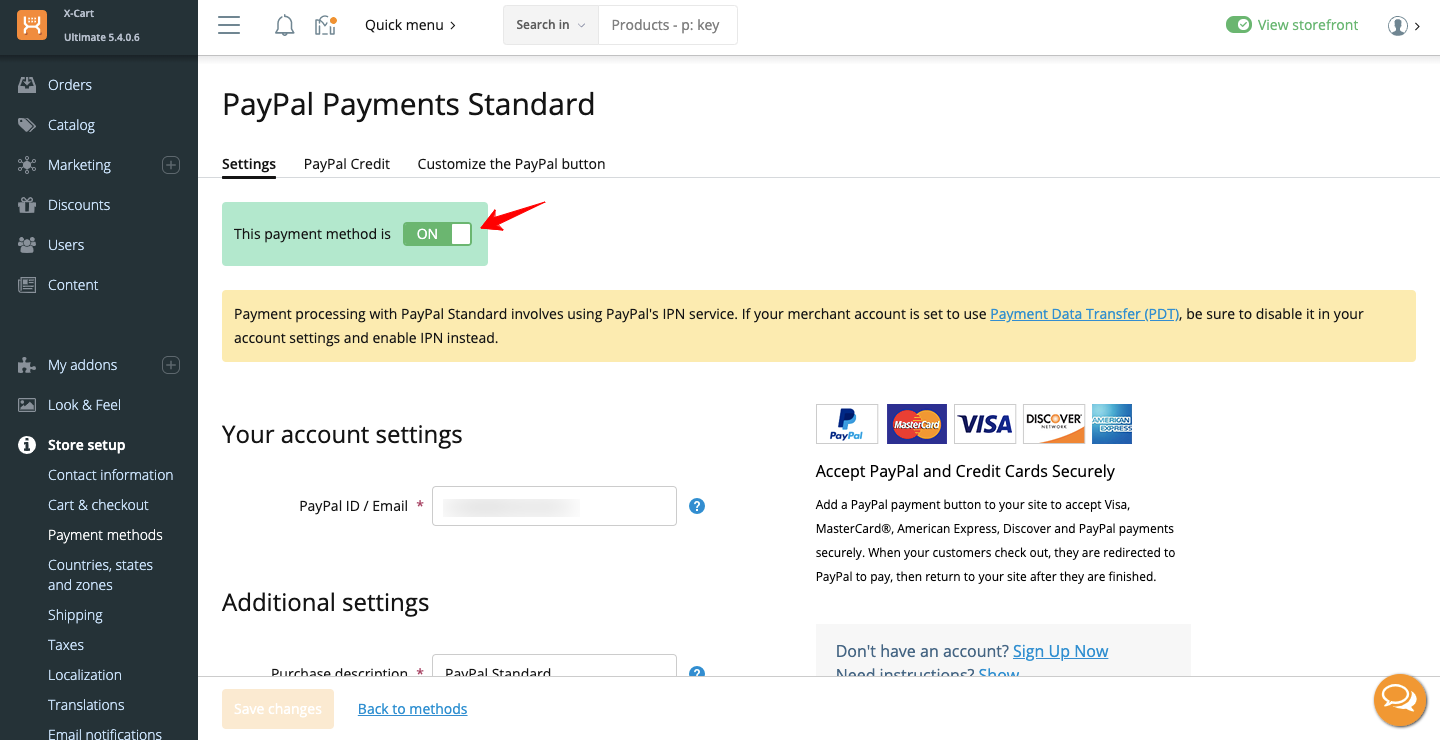 X-Cart
Ultimate 5.4.0.6
Quick menu
Search in
Products - p: key
View storefront
Orders
Catalog
Marketing
Discounts
Users
Content
My addons
Look & Feel
Store setup
Contact information
Cart & checkout
Payment methods
Countries, states
and zones
Shipping
Taxes
Localization
Translations
Email notifications
PayPal Payments Standard
Settings
PayPal Credit
Customize the PayPal button
This payment method is
ON
Payment processing with PayPal Standard involves using PayPal's IPN service. If your merchant account is set to use Payment Data Transfer (PDT), be sure to disable it in your
account settings and enable IPN instead.
Your account settings
PayPal ID / Email *
?
Additional settings
Purchase description *
PayPal Standard
?
PayPal
MasterCard
VISA
DISCOVER
NETWORK
AMERICAN
EXPRESS
Accept PayPal and Credit Cards Securely
Add a PayPal payment button to your site to accept Visa,
MasterCard®, American Express, Discover and PayPal payments
securely. When your customers check out, they are redirected to
PayPal to pay, then return to your site after they are finished.
Don't have an account? Sign Up Now
Need instructions? Show
Save changes
Back to methods